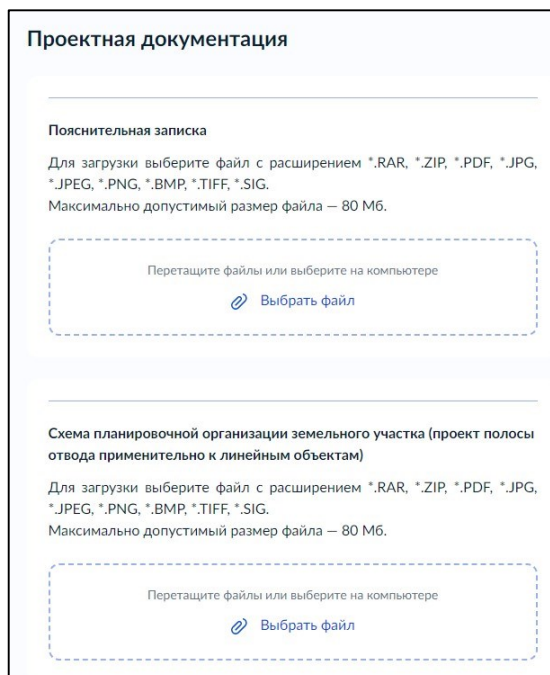 Проектная документация
Пояснительная записка
Для загрузки выберите файл с расширением *.RAR, *.ZIP, *.PDF, *.JPG,
*.JPEG, *.PNG, *.BMP, *.TIFF, *.SIG.
Максимально допустимый размер файла — 80 Мб.
Перетащите файлы или выберите на компьютере
Выбрать файл
Схема планировочной организации земельного участка (проект полосы
отвода применительно к линейным объектам)
Для загрузки выберите файл с расширением *.RAR, *.ZIP, *.PDF, *.JPG,
*.JPEG, *.PNG, *.BMP, *.TIFF, *.SIG.
Максимально допустимый размер файла — 80 Мб.
Перетащите файлы или выберите на компьютере
Выбрать файл